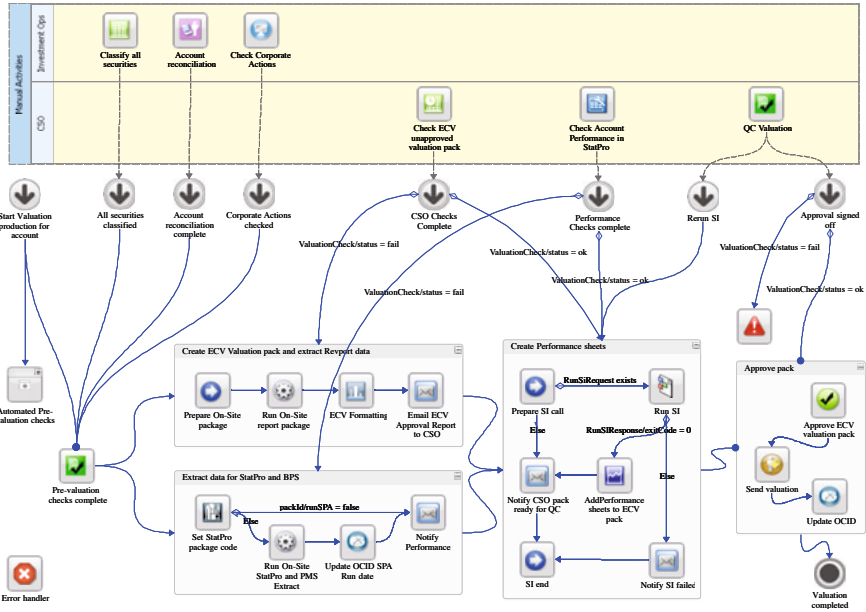 Manual Activities
Investment Ops
CSO
Classify all
securities
Account
reconciliation
Check Corporate
Actions
Check ECV
unapproved
valuation pack
Check Account
Performance in
StatPro
QC Valuation
Start Valuation
production for
account
All securities
classified
Account
reconciliation
complete
Corporate Actions
checked
CSO Checks
Complete
Performance
Checks complete
Rerun SI
Approval signed
off
ValuationCheck/status = fail
ValuationCheck/status = ok
ValuationCheck/status = fail
ValuationCheck/status = ok
ValuationCheck/status = fail
ValuationCheck/status = ok
Automated Pre-
valuation checks
Pre-valuation
checks complete
Error handler
Create ECV Valuation pack and extract Revport data
Prepare On-Site
package
Run On-Site
report package
ECV Formatting
Email ECV
Approval Report
to CSO
Extract data for StatPro and BPS
Set StatPro
package code
packId/runSPA = false
Else
Run On-Site
StatPro and PMS
Extract
Update OCID SPA
Run date
Notify
Performance
Create Performance sheets
Prepare SI call
RunSiRequest exists
Run SI
Else
RunSIResponse/exitCode = 0
Else
Notify CSO pack
ready for QC
AddPerformance
sheets to ECV
pack
SI end
Notify SI failed
Approve pack
Approve ECV
valuation pack
Send valuation
Update OCID
Valuation
completed